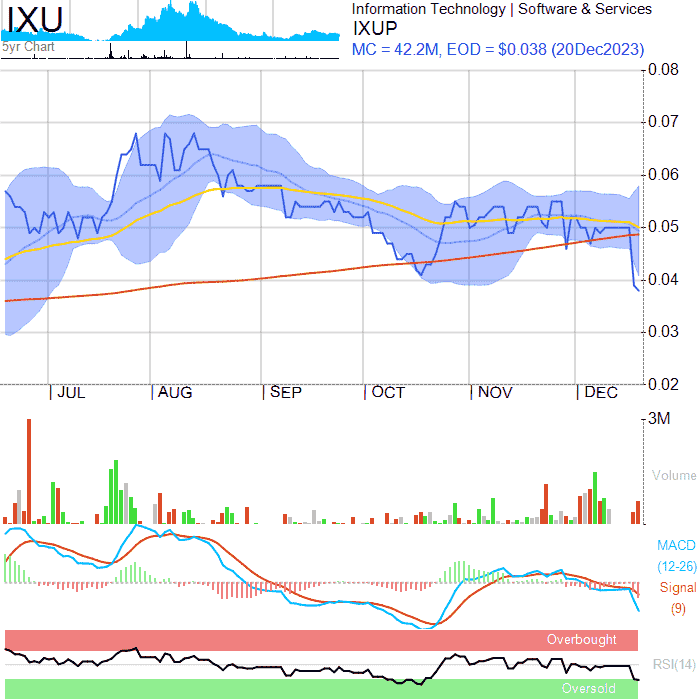 IXU
5yr Chart
Information Technology | Software & Services
IXUP
MC = 42.2M, EOD = $0.038 (20Dec2023)
0.08
0.07
0.06
0.05
0.04
0.03
0.02
JUL AUG SEP OCT NOV DEC
3M
Volume
MACD
(12-26)
Signal
(9)
Overbought
RSI(14)
Oversold